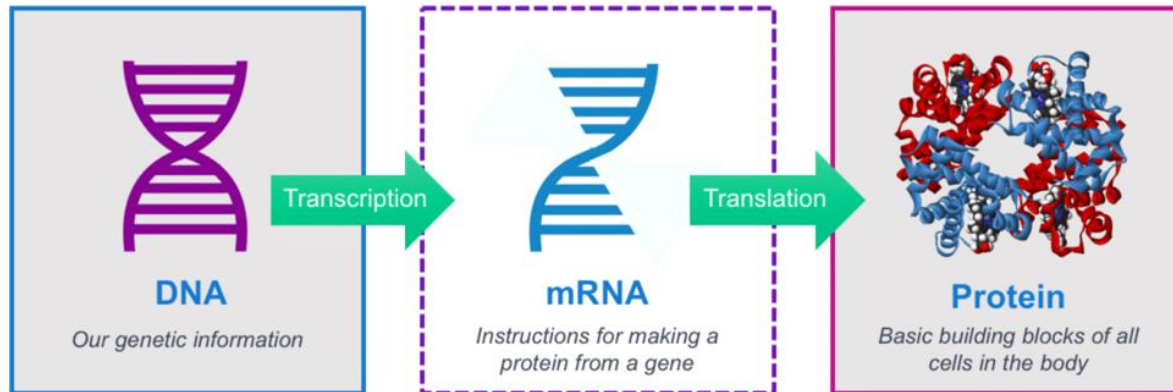 Transcription
Translation
DNA
Our genetic information
mRNA
Instructions for making a
protein from a gene
Protein
Basic building blocks of all
cells in the body